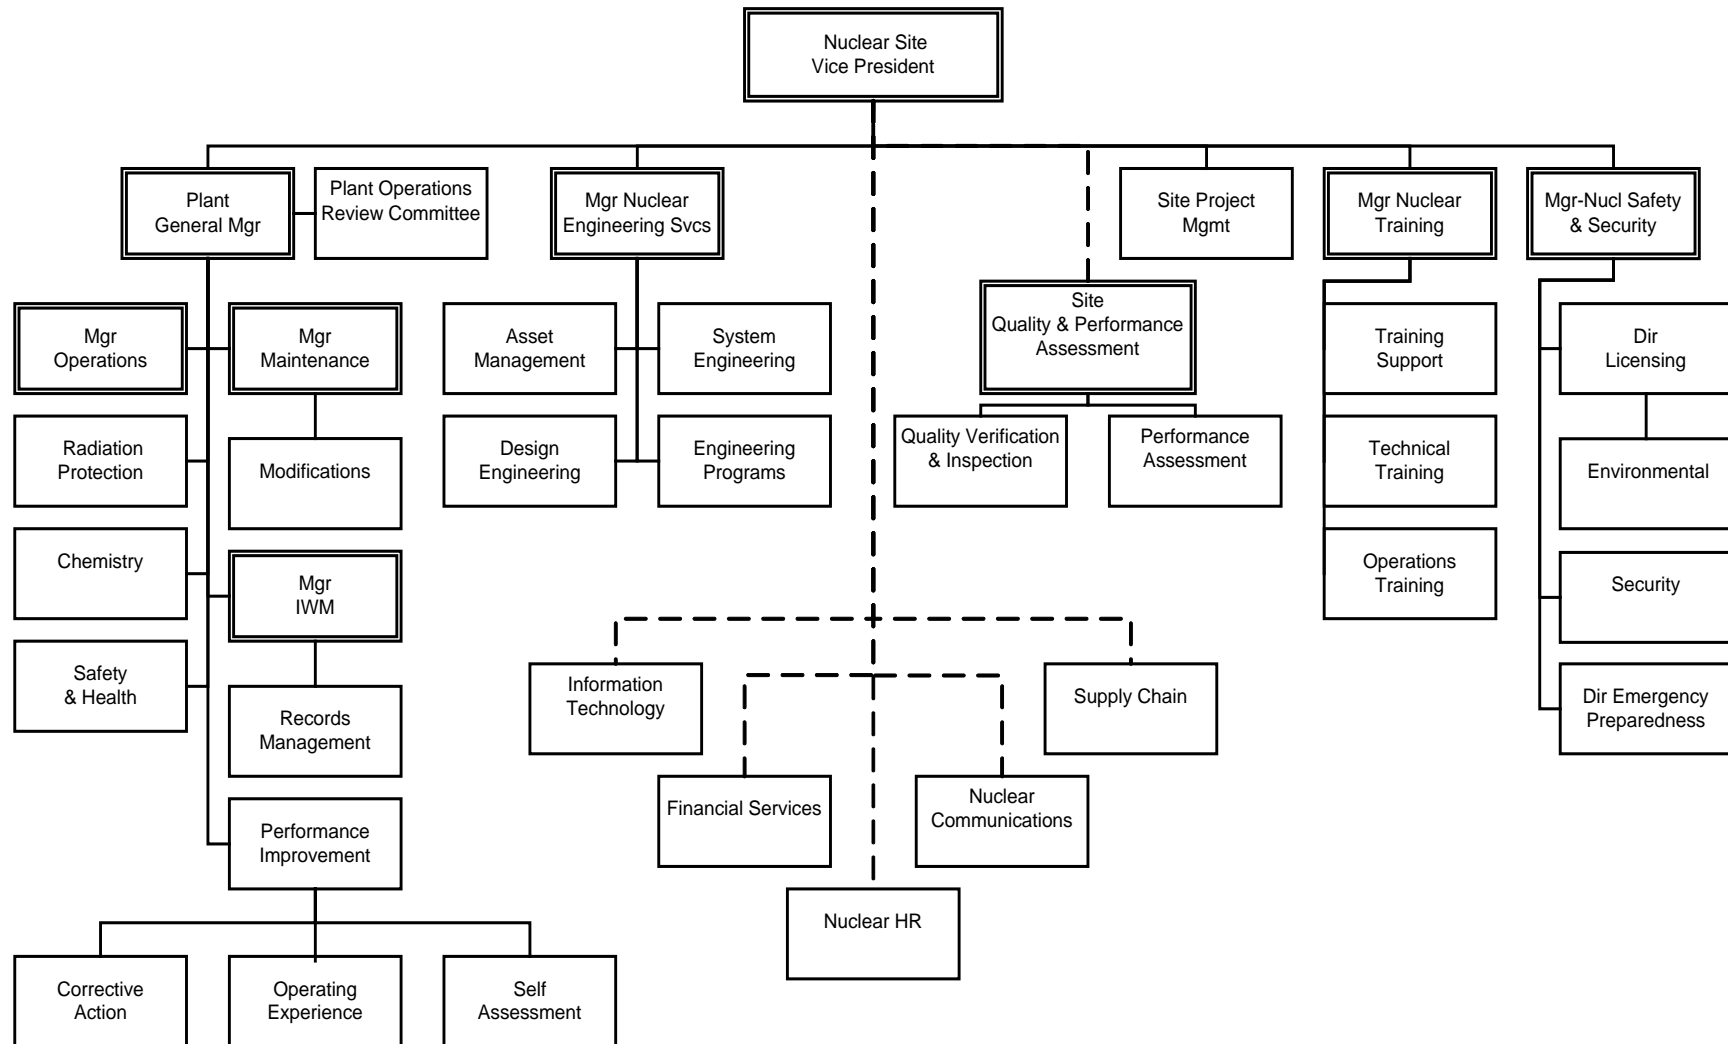 Nuclear Site
Vice President
Plant
General Mgr
Plant Operations
Review Committee
Mgr Nuclear
Engineering Svcs
Site Project
Mgmt
Mgr Nuclear
Training
Mgr-Nucl Safety
& Security
Site
Quality & Performance
Assessment
Mgr
Operations
Mgr
Maintenance
Asset
Management
System
Engineering
Training
Support
Dir
Licensing
Radiation
Protection
Modifications
Design
Engineering
Engineering
Programs
Quality Verification
& Inspection
Performance
Assessment
Technical
Training
Environmental
Chemistry
Mgr
IWM
Operations
Training
Security
Safety
& Health
Records
Management
Information
Technology
Supply Chain
Dir Emergency
Preparedness
Financial Services
Nuclear
Communications
Performance
Improvement
Nuclear HR
Corrective
Action
Operating
Experience
Self
Assessment